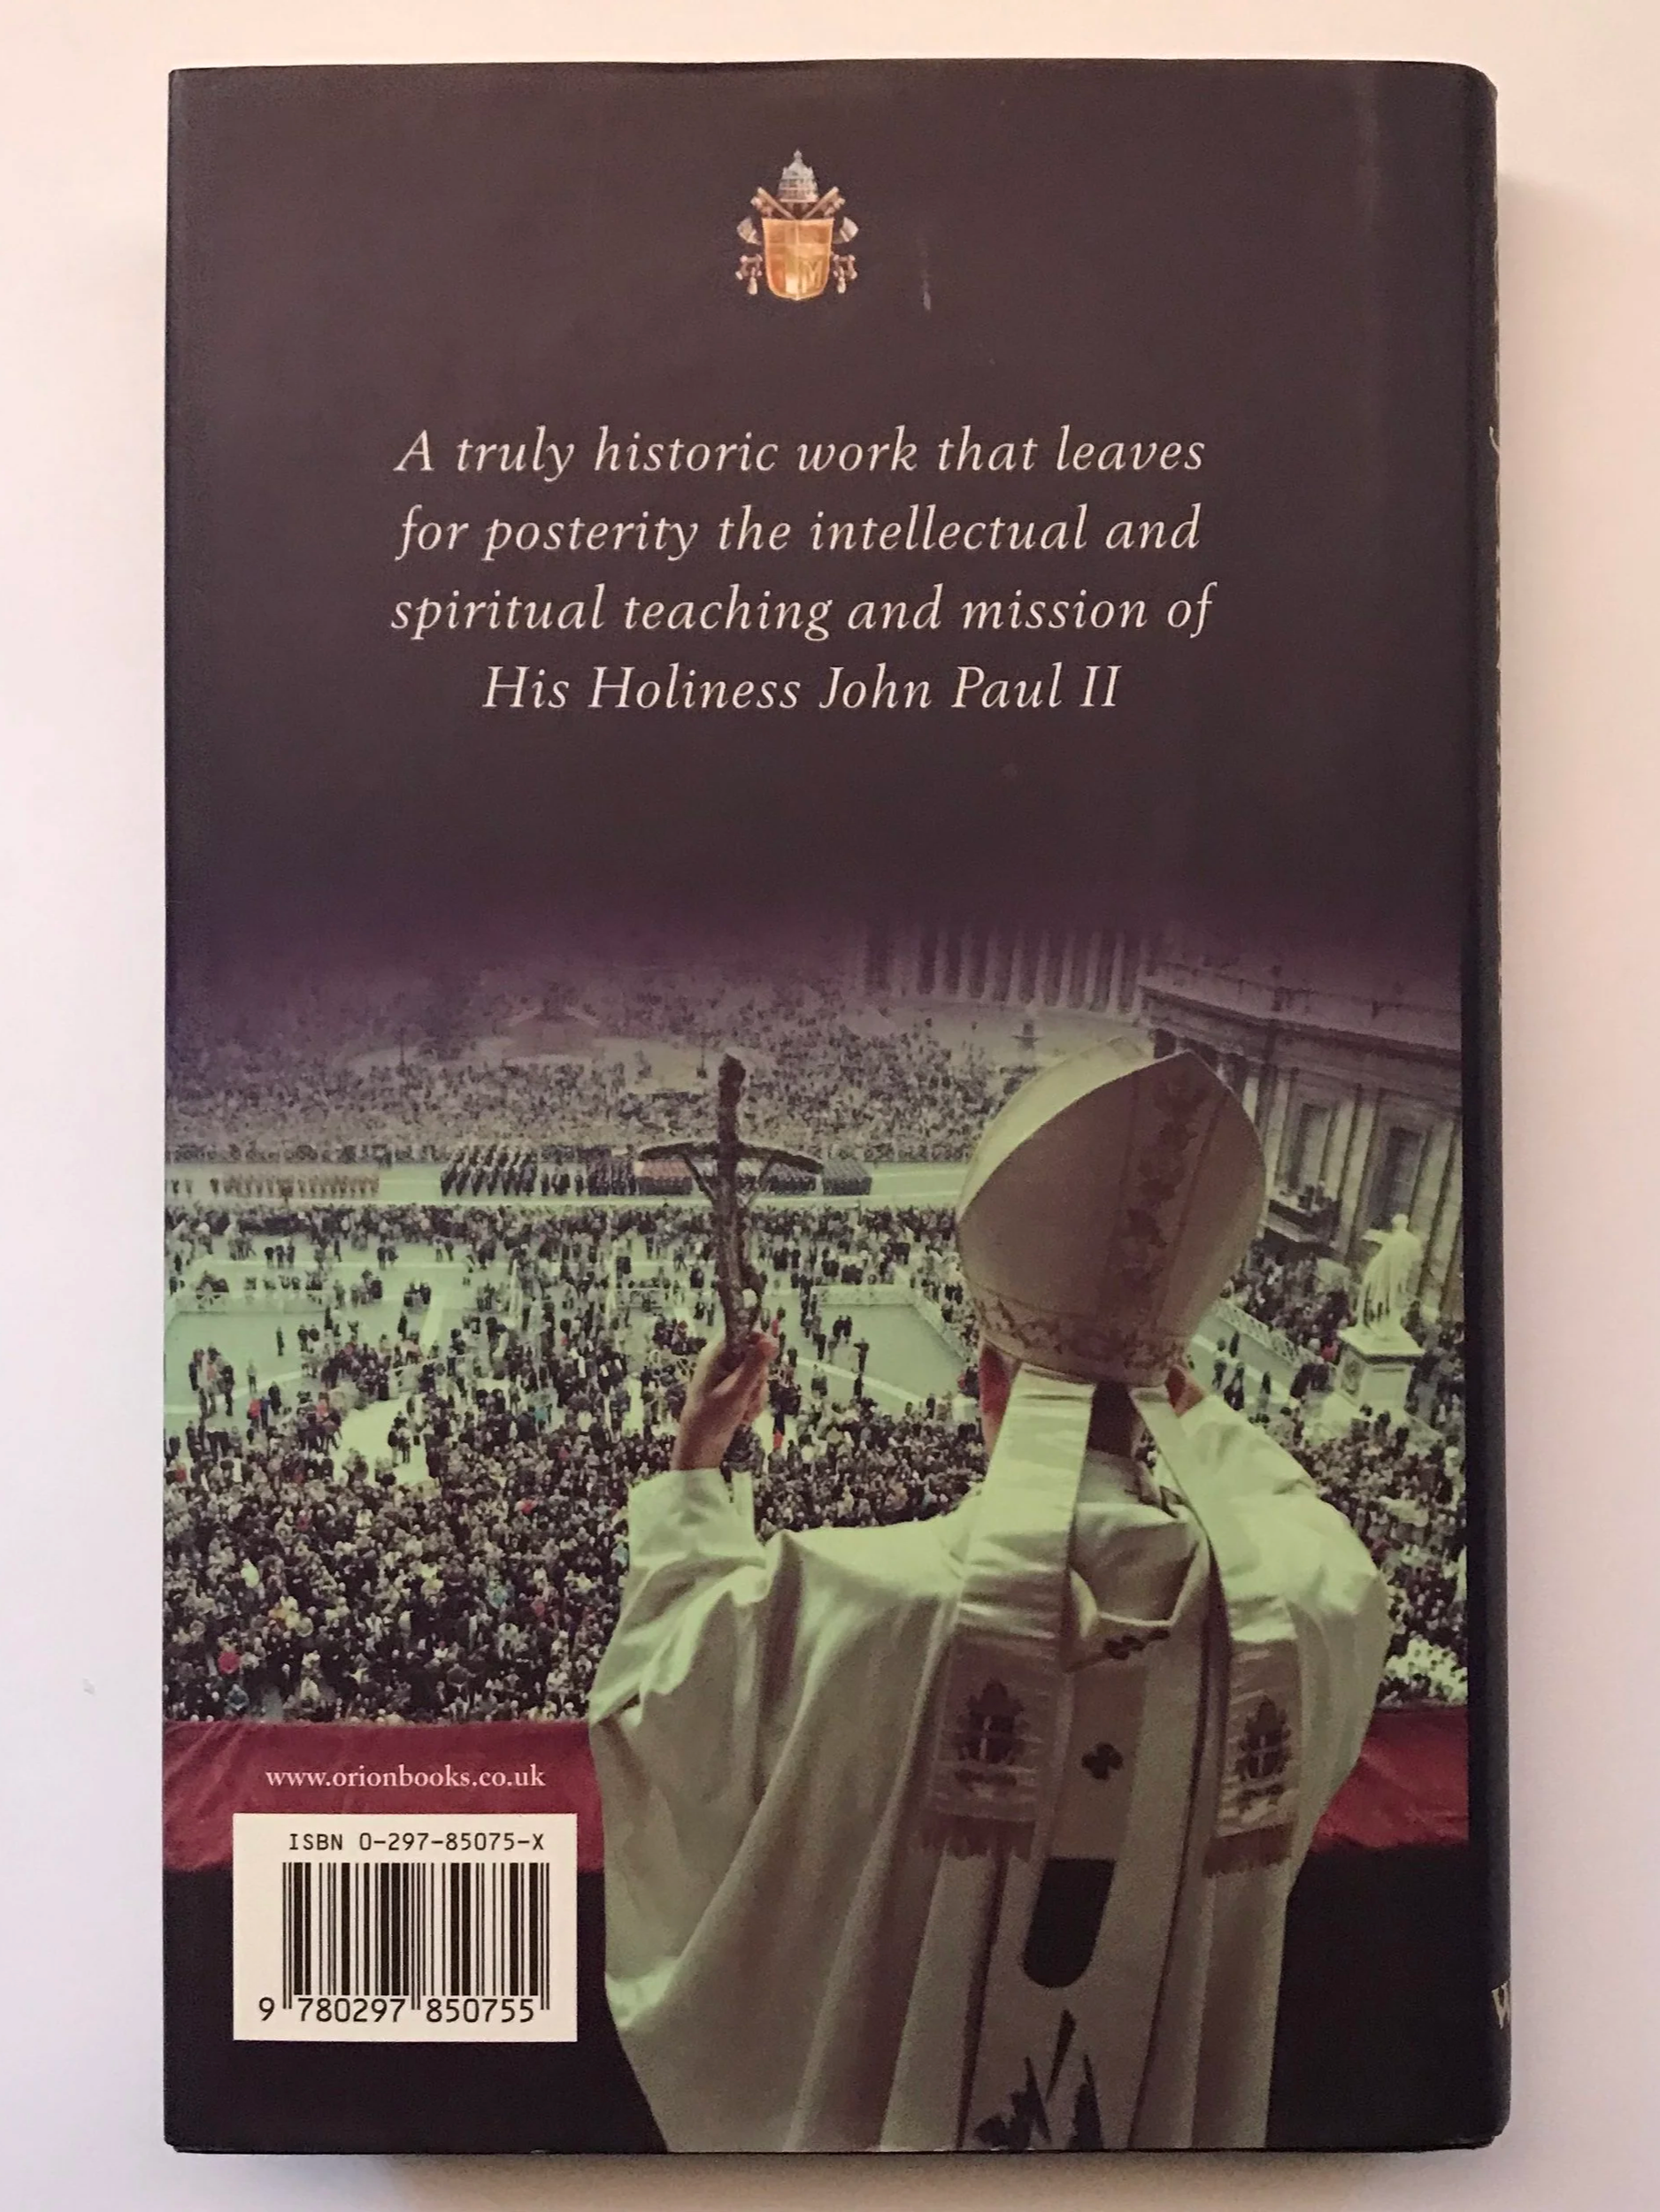 A truly historic work that leaves
for posterity the intellectual and
spiritual teaching and mission of
His Holiness John Paul II
www.orionbooks.co.uk
ISBN 0-297-85075-X
9 780297 850755